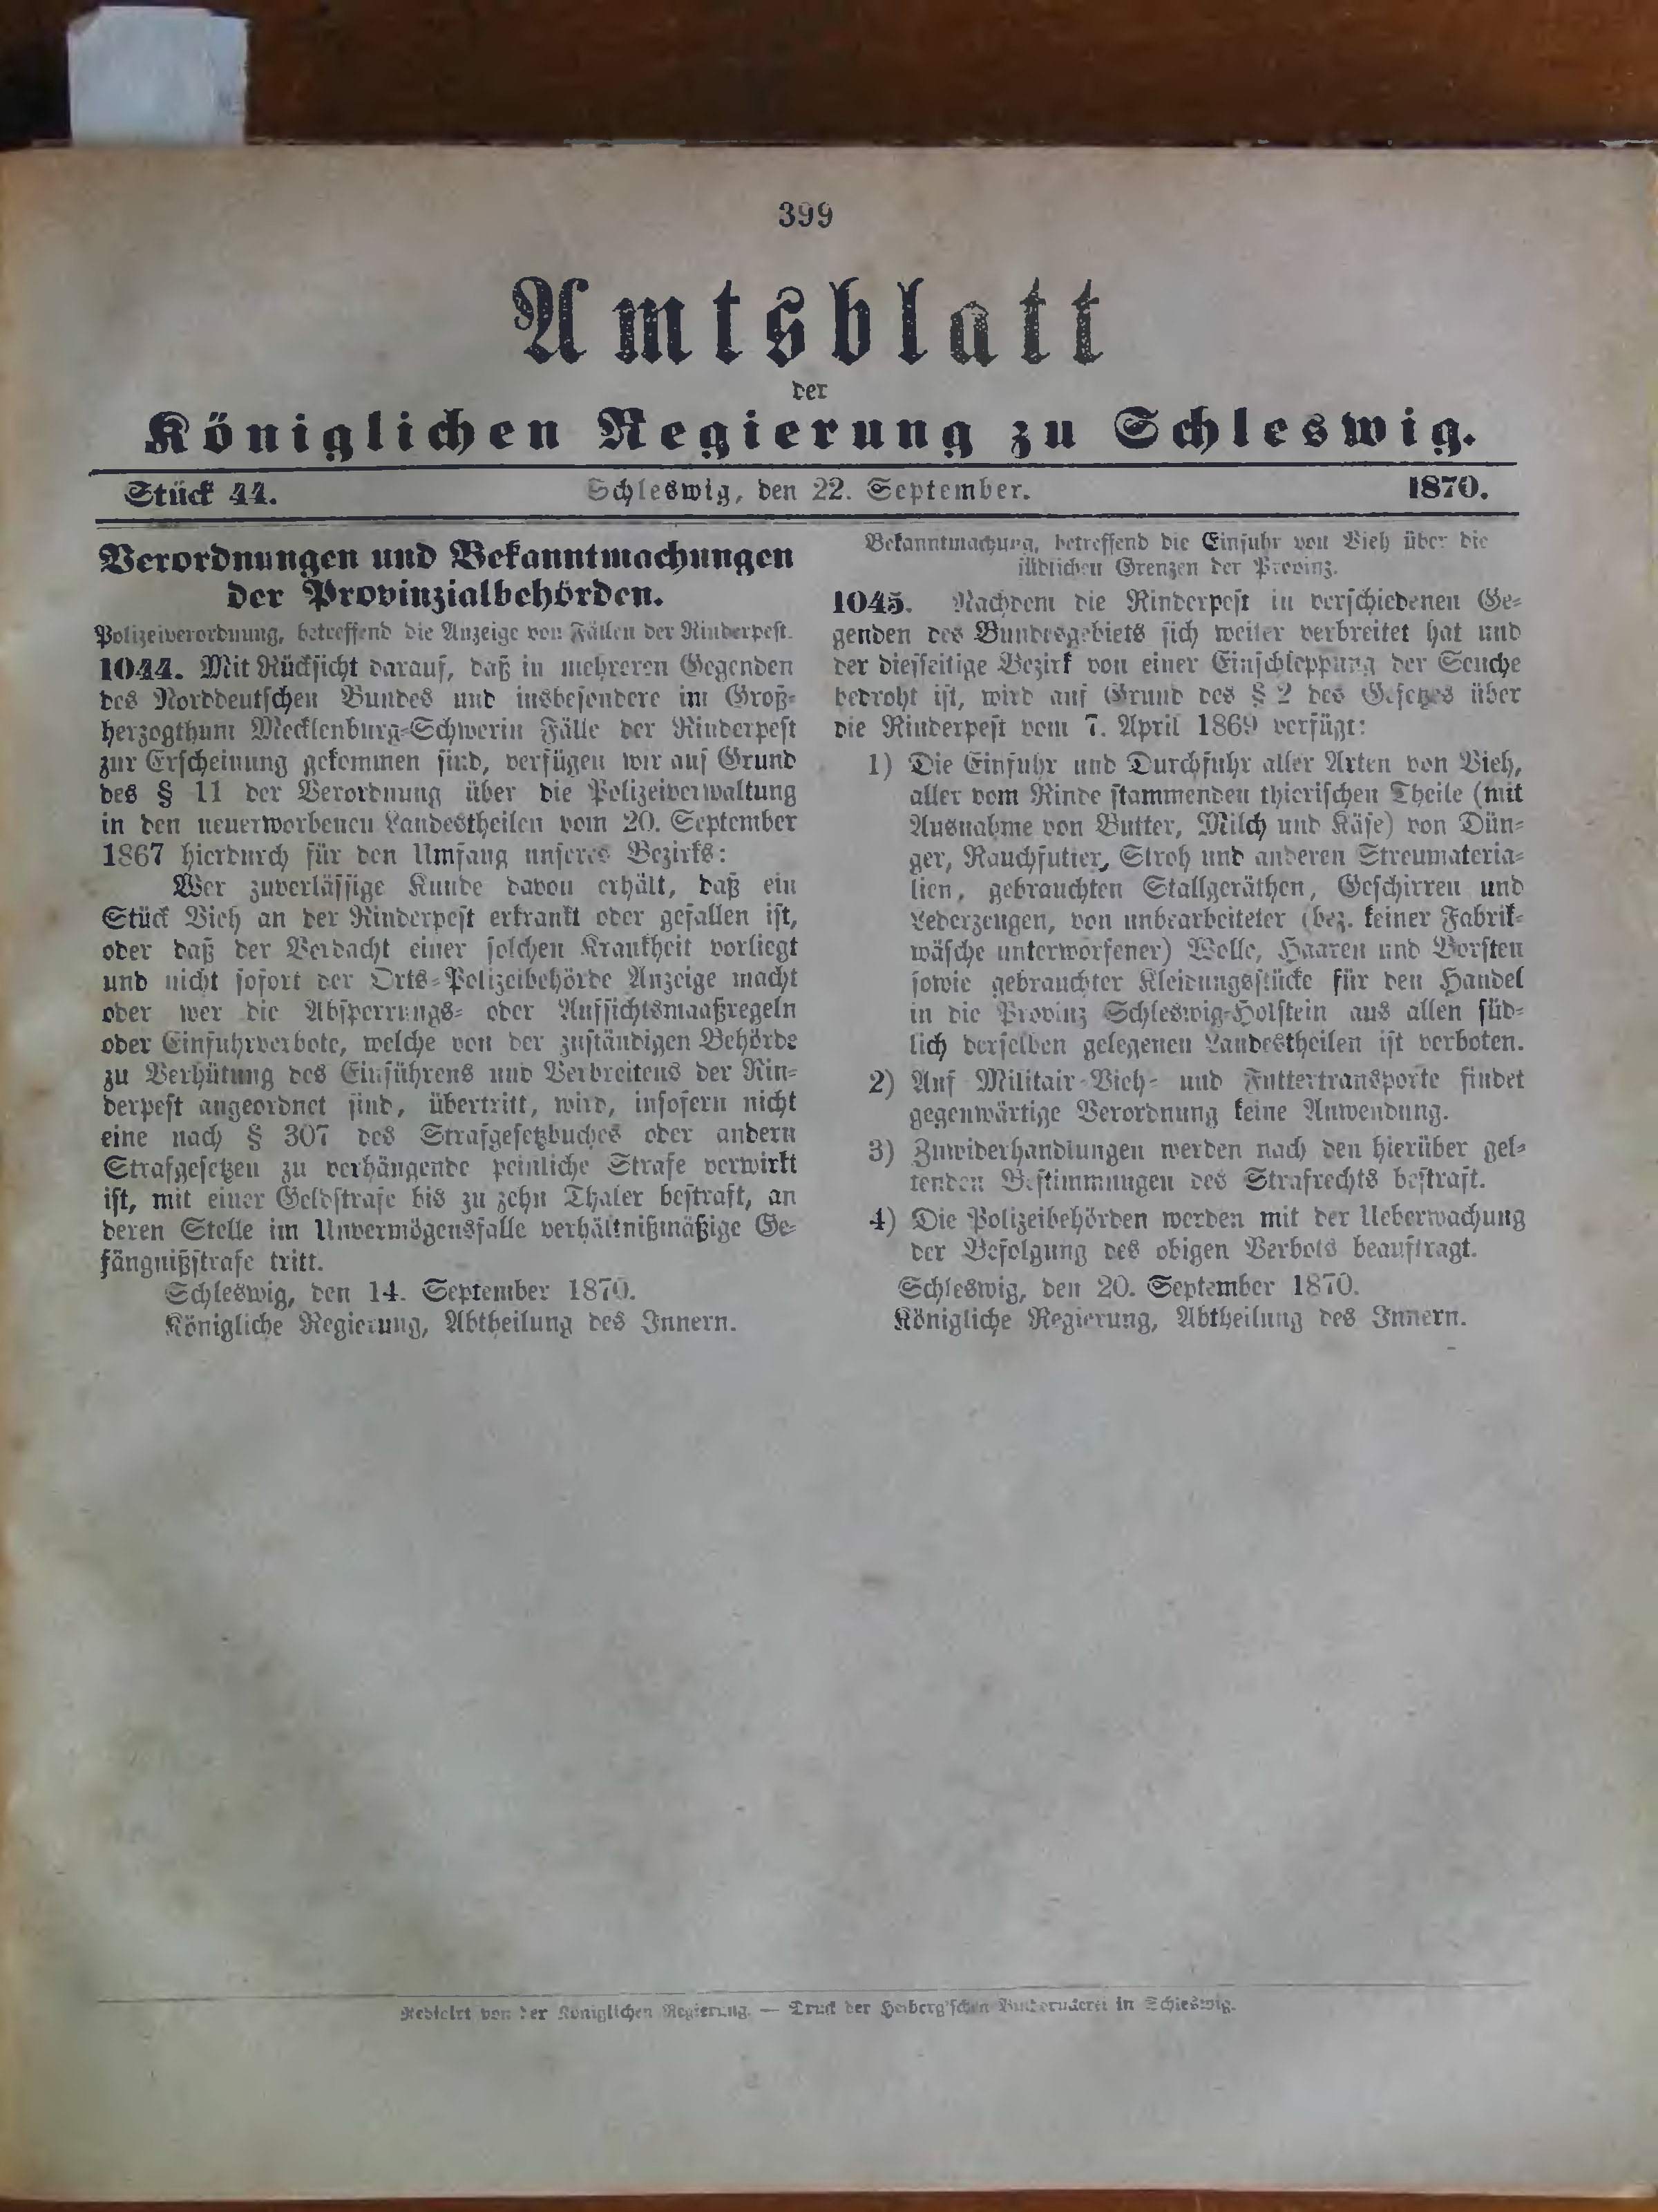 399
Amtsblatt
der
Königlichen Regierung zu Schleswig.
Stück 44. Schleswig, den 22. September. 1870.
Verordnungen und Bekanntmachungen
der Provinzialbehörden.
Polizeiverordnung, betreffend die Anzeige von Fällen der Rinderpest.
1044. Mit Rücksicht darauf, daß in mehreren Gegenden
des Norddeutschen Bundes und insbesondere im Groß-
herzogthum Mecklenburg-Schwerin Fälle der Rinderpest
zur Erscheinung gekommen sind, verfügen wir auf Grund
des § 11 der Verordnung über die Polizeiverwaltung
in den neuerworbenen Landestheilen vom 20. September
1867 hierdurch für den Umfang unseres Bezirks:
Wer zuverlässige Kunde davon erhält, daß ein
Stück Vieh an der Rinderpest erkrankt oder gefallen ist,
oder daß der Verdacht einer solchen Krankheit vorliegt
und nicht sofort der Orts-Polizeibehörde Anzeige macht
oder wer die Absperrungs- oder Aufsichtsmaaßregeln
oder Einfuhrverbote, welche von der zuständigen Behörde
zu Verhütung des Einführens und Verbreitens der Rin-
derpest angeordnet sind, übertritt, wird, insofern nicht
eine nach § 307 des Strafgesetzbuches oder andern
Strafgesetzen zu verhängende peinliche Strafe verwirkt
ist, mit einer Geldstrafe bis zu zehn Thaler bestraft, an
deren Stelle im Unvermögensfalle verhältnißmäßige Ge-
fängnißstrafe tritt.
Schleswig, den 14. September 1870.
Königliche Regierung, Abtheilung des Innern.
Bekanntmachung, betreffend die Einfuhr von Vieh über die
südlichen Grenzen der Provinz.
1045. Nachdem die Rinderpest in verschiedenen Ge-
genden des Bundesgebiets sich weiter verbreitet hat und
der diesseitige Bezirk von einer Einschleppung der Seuche
bedroht ist, wird auf Grund des § 2 des Gesetzes über
die Rinderpest vom 7. April 1869 verfügt:
1) Die Einfuhr und Durchfuhr aller Arten von Vieh,
aller vom Rinde stammenden thierischen Theile (mit
Ausnahme von Butter, Milch und Käse) von Dün-
ger, Rauchfutter, Stroh und anderen Streumateria-
lien, gebrauchten Stallgeräthen, Geschirren und
Lederzeugen, von unbearbeiteter (bez. keiner Fabrik-
wäsche unterworfener) Wolle, Haaren und Borsten
sowie gebrauchter Kleidungsstücke für den Handel
in die Provinz Schleswig-Holstein aus allen süd-
lich derselben gelegenen Landestheilen ist verboten.
2) Auf Militair-Vieh- und Futtertransporte findet
gegenwärtige Verordnung keine Anwendung.
3) Zuwiderhandlungen werden nach den hierüber gel-
tenden Bestimmungen des Strafrechts bestraft.
4) Die Polizeibehörden werden mit der Ueberwachung
der Befolgung des obigen Verbots beauftragt.
Schleswig, den 20. September 1870.
Königliche Regierung, Abtheilung des Innern.
Redigirt von der Königlichen Regierung. — Druck der Heiberg'schen Buchdruckerei in Schleswig.